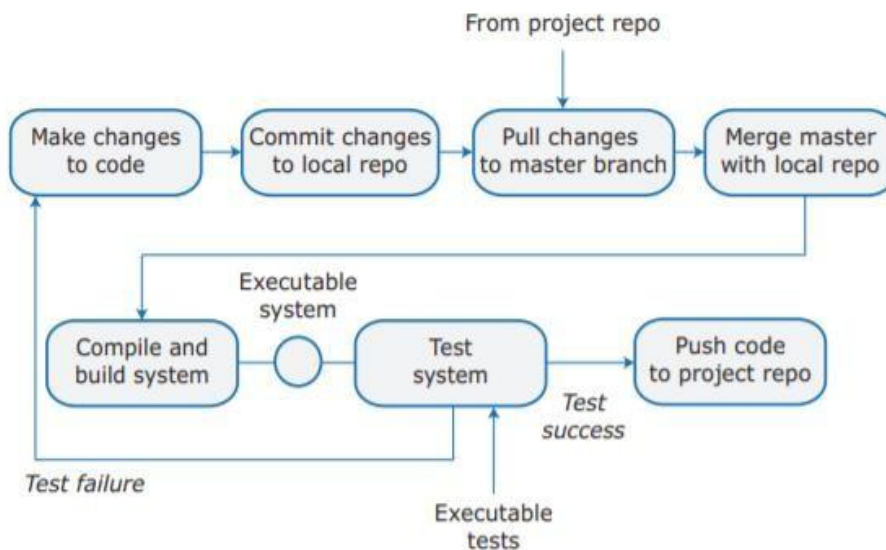 From project repo
Make changes
to code
Commit changes
to local repo
Pull changes
to master branch
Merge master
with local repo
Executable
system
Compile and
build system
Test
system
Push code
to project repo
Test
success
Test failure
Executable
tests